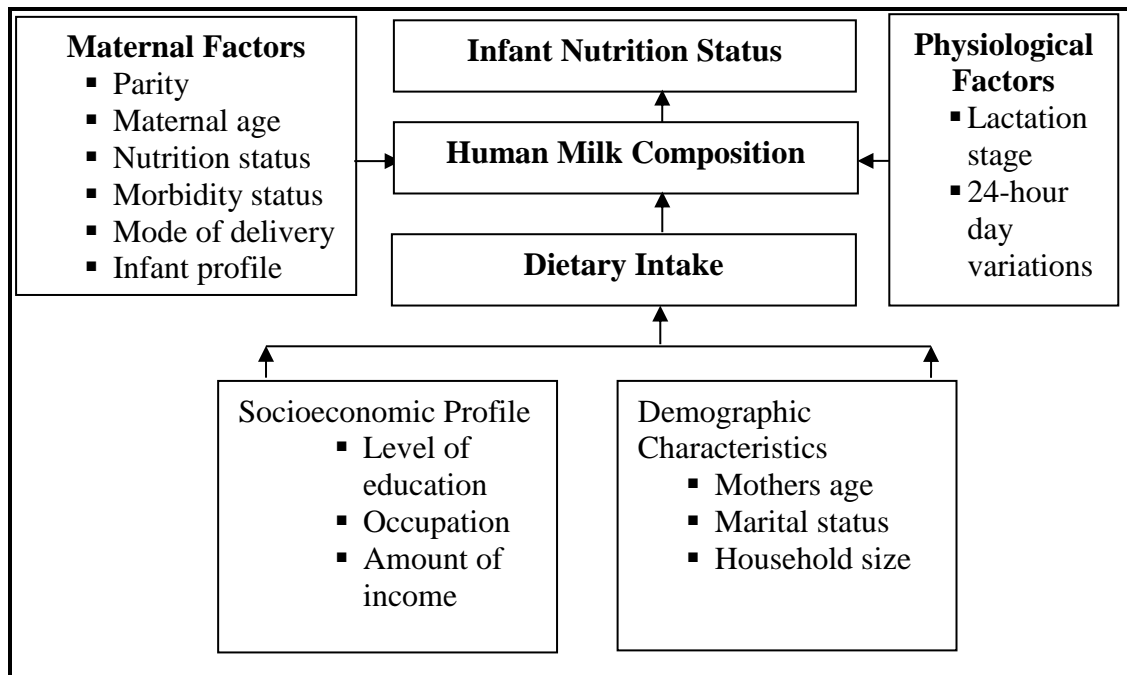 Maternal Factors
▪ Parity
▪ Maternal age
▪ Nutrition status
▪ Morbidity status
▪ Mode of delivery
▪ Infant profile
Infant Nutrition Status
Human Milk Composition
Dietary Intake
Physiological
Factors
▪ Lactation
stage
▪ 24-hour
day
variations
Socioeconomic Profile
▪ Level of
education
▪ Occupation
▪ Amount of
income
Demographic
Characteristics
▪ Mothers age
▪ Marital status
▪ Household size